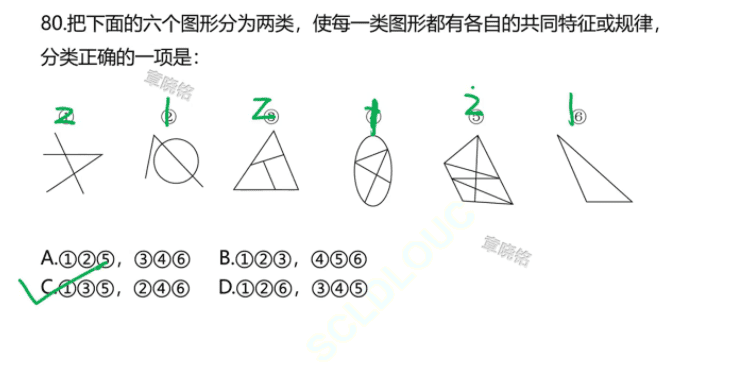 80.把下面的六个图形分为两类，使每一类图形都有各自的共同特征或规律，
分类正确的一项是：
章晓铭
2 1 2 1 2 1
① ② ③ ⑤ ⑥
A.①②⑤，③④⑥ B.①②③，④⑤⑥
章晓铭
C.①③⑤，②④⑥ D.①②⑥，③④⑤
SCLDLOUC